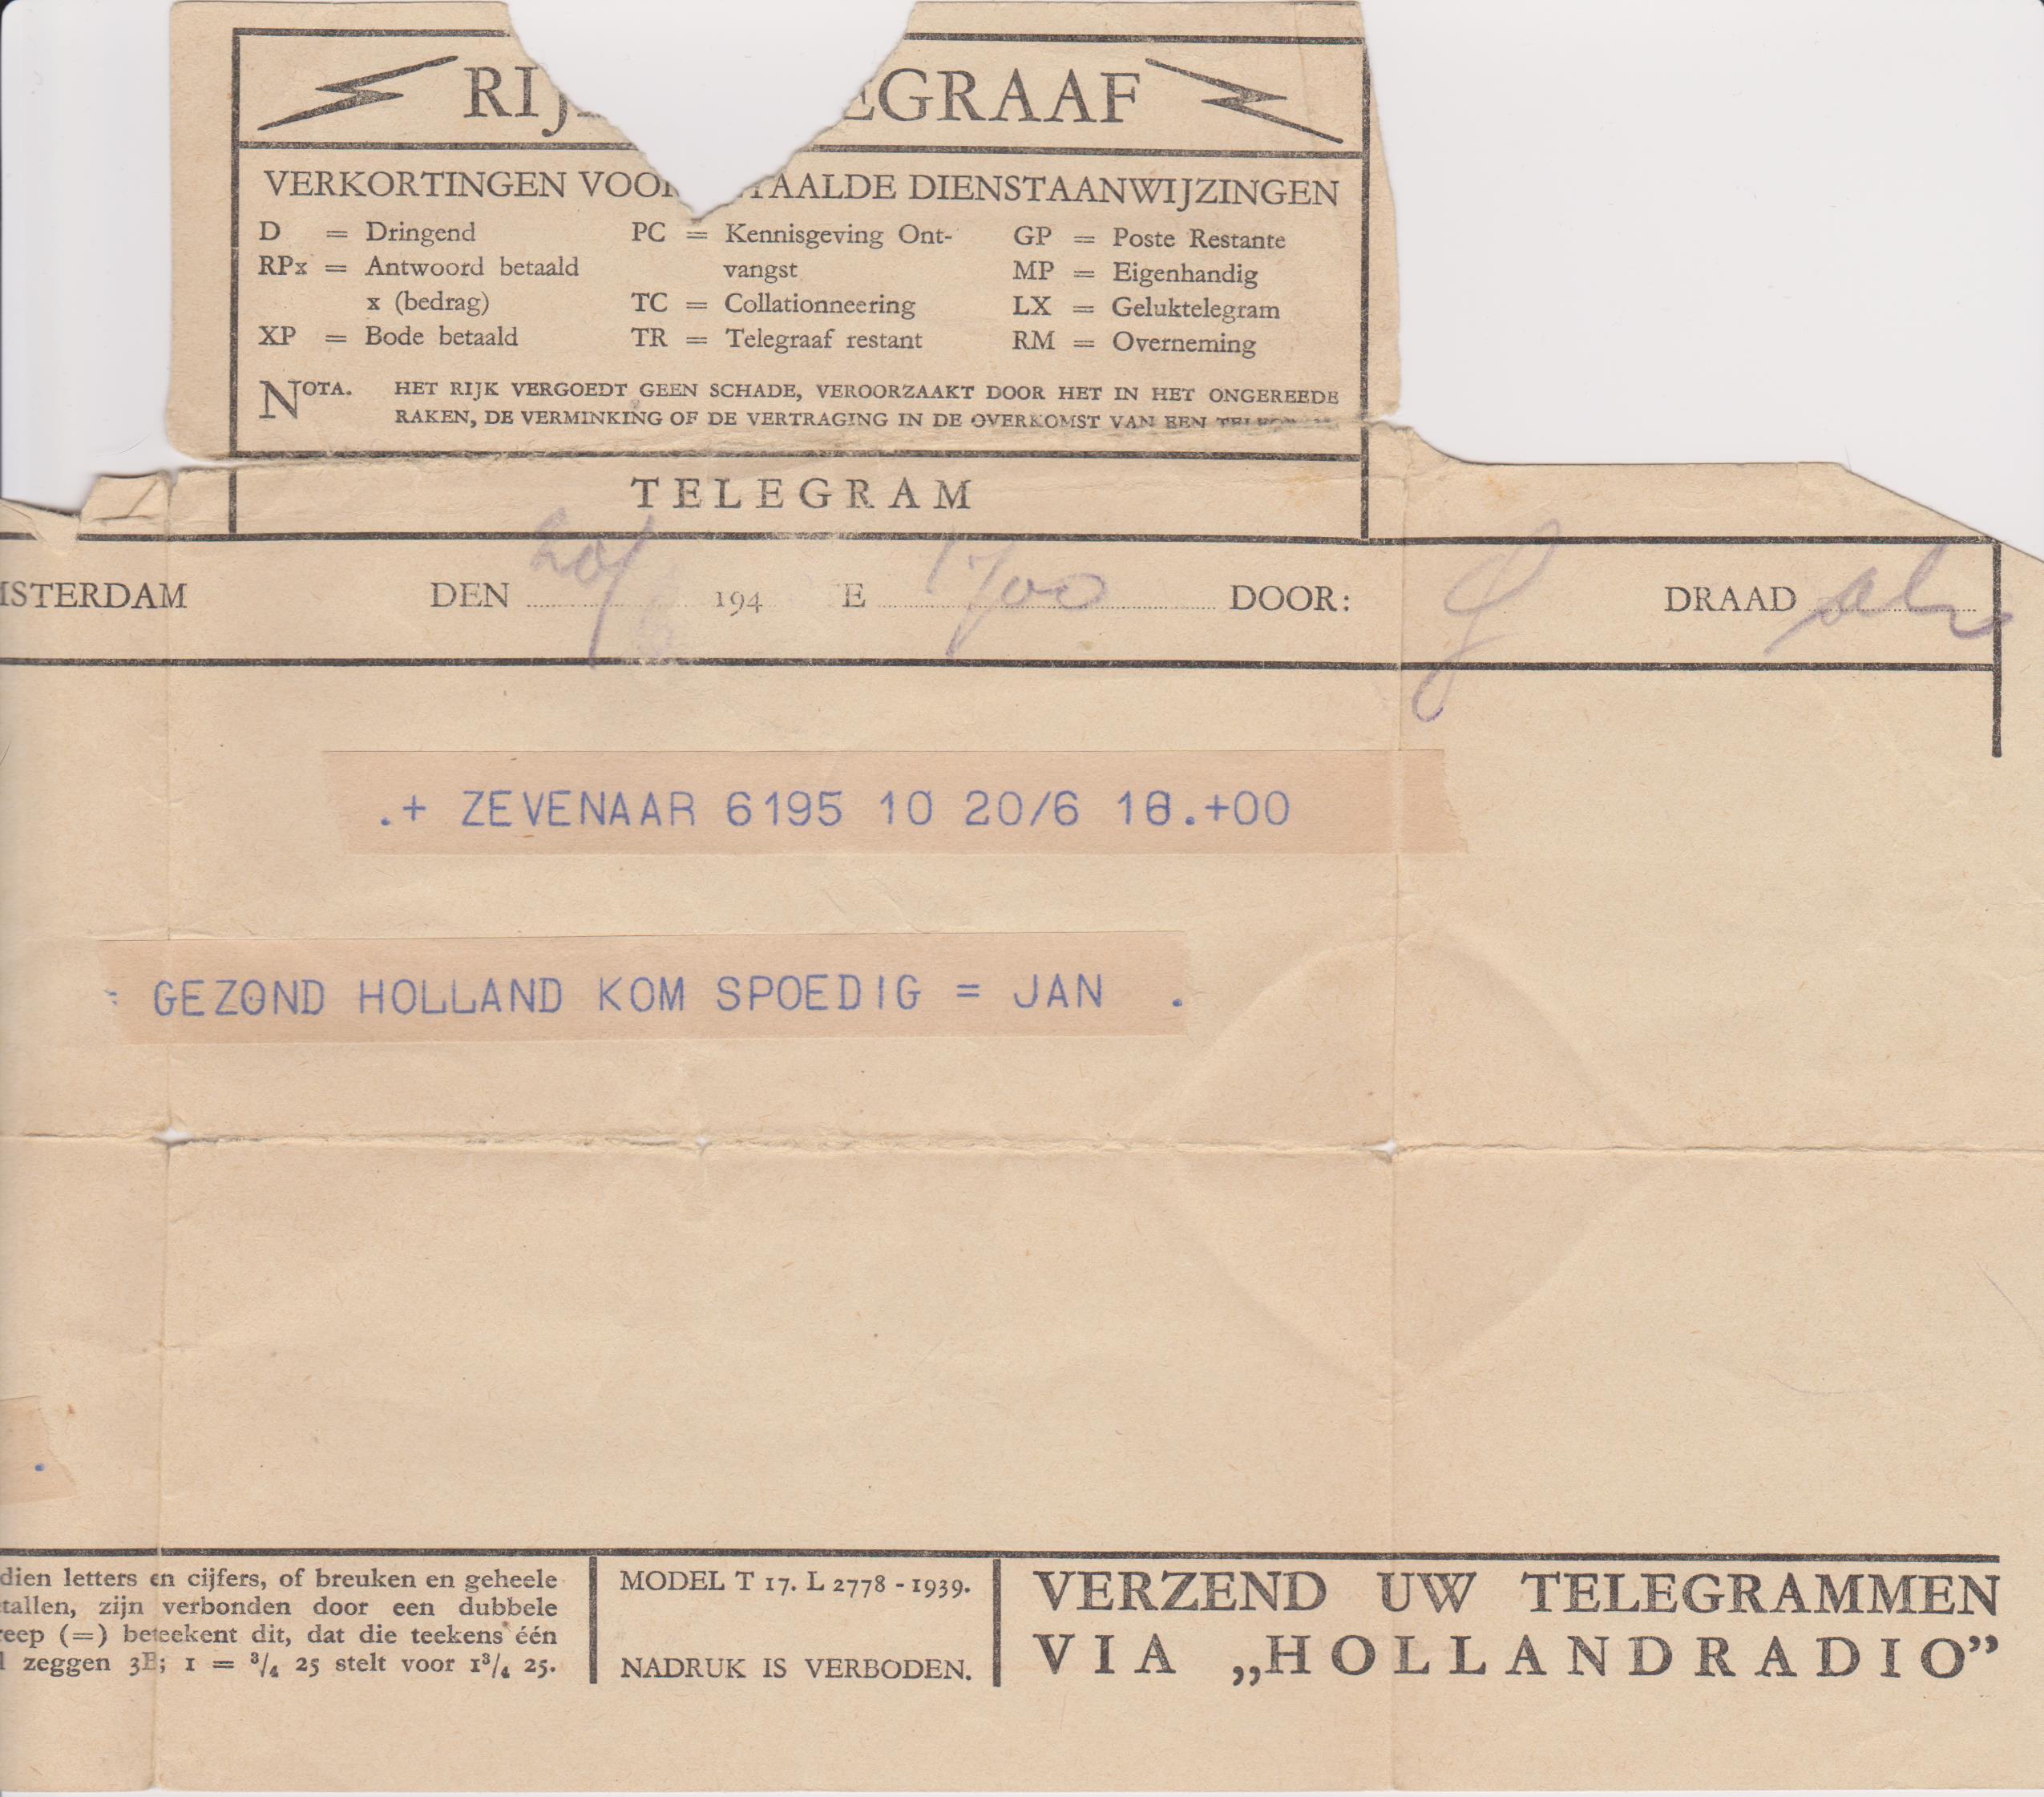 RIJ EGRAAF
VERKORTINGEN VOOR TAALDE DIENSTAANWIJZINGEN
D = Dringend PC = Kennisgeving Ont- GP = Poste Restante
RPx = Antwoord betaald vangst MP = Eigenhandig
x (bedrag) TC = Collationneering LX = Geluktelegram
XP = Bode betaald TR = Telegraaf restant RM = Overneming
NOTA. HET RIJK VERGOEDT GEEN SCHADE, VEROORZAAKT DOOR HET IN HET ONGEREEDE
RAKEN, DE VERMINKING OF DE VERTRAGING IN DE OVERKOMST VAN EEN
TELEGRAM
MSTERDAM DEN 20/6 194 E 1700 DOOR: DRAAD
.+ ZEVENAAR 6195 10 20/6 16.+00
= GEZOND HOLLAND KOM SPOEDIG = JAN .
dien letters en cijfers, of breuken en geheele
tallen, zijn verbonden door een dubbele
reep (=) beteekent dit, dat die teekens één
l zeggen 3B; 1 = ³/₄ 25 stelt voor 1³/₄ 25.
MODEL T 17. L 2778 - 1939.
NADRUK IS VERBODEN.
VERZEND UW TELEGRAMMEN
VIA „HOLLANDRADIO”